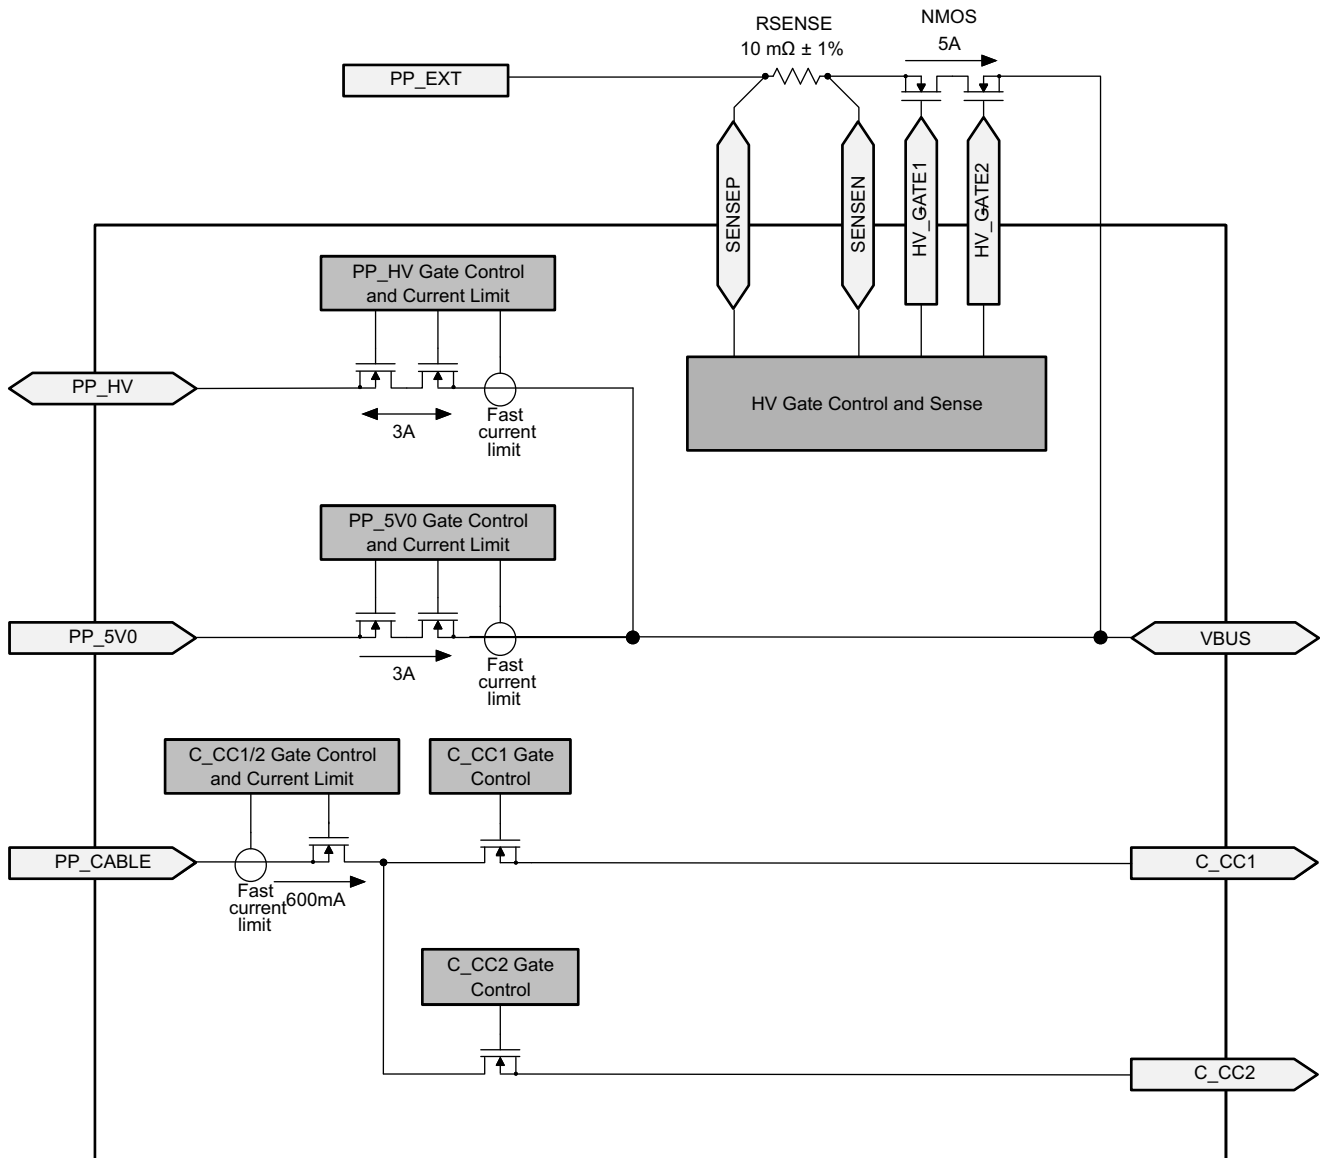 RSENSE
10 mΩ ± 1%
NMOS
5A
PP_EXT
SENSEP
SENSEN
HV_GATE1
HV_GATE2
PP_HV Gate Control
and Current Limit
PP_HV
3A
Fast
current
limit
HV Gate Control and Sense
PP_5V0 Gate Control
and Current Limit
PP_5V0
3A
Fast
current
limit
VBUS
C_CC1/2 Gate Control
and Current Limit
C_CC1 Gate
Control
PP_CABLE
Fast
current
limit
600mA
C_CC1
C_CC2 Gate
Control
C_CC2